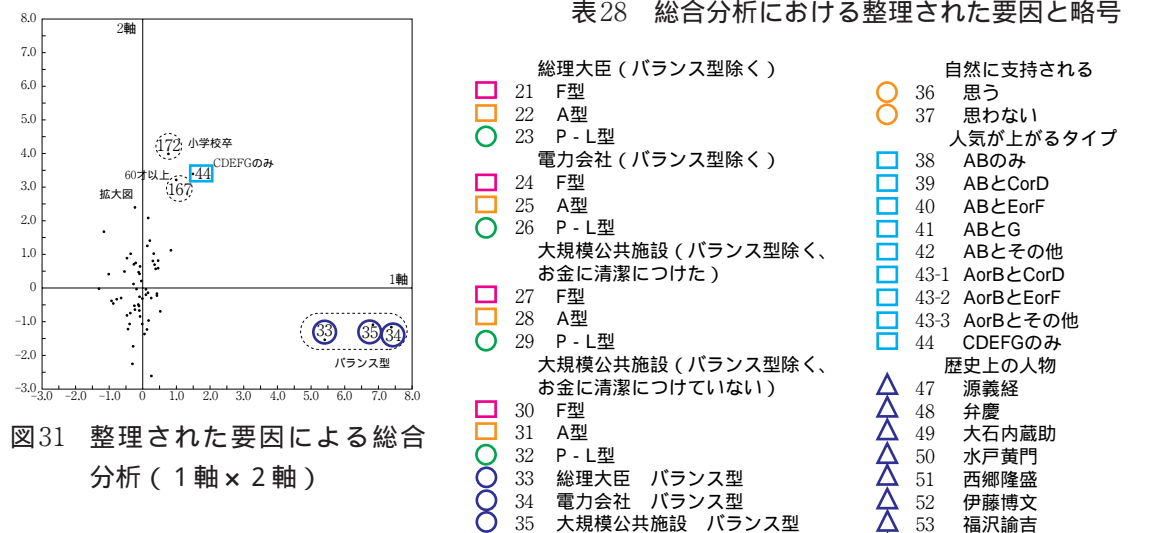 8.0
2軸
7.0
6.0
5.0
172 小学校卒
4.0
CDEFGのみ
60才以上 44
3.0
167
拡大図
2.0
1.0
1軸
0
-1.0
33 35 34
-2.0
バランス型
-3.0
-3.0 -2.0 -1.0 0 1.0 2.0 3.0 4.0 5.0 6.0 7.0 8.0
図31 整理された要因による総合
分析(1軸×2軸)
表28 総合分析における整理された要因と略号
総理大臣(バランス型除く)
21 F型
22 A型
23 P-L型
電力会社(バランス型除く)
24 F型
25 A型
26 P-L型
大規模公共施設(バランス型除く、
お金に清潔につけた)
27 F型
28 A型
29 P-L型
大規模公共施設(バランス型除く、
お金に清潔につけていない)
30 F型
31 A型
32 P-L型
33 総理大臣 バランス型
34 電力会社 バランス型
35 大規模公共施設 バランス型
自然に支持される
36 思う
37 思わない
人気が上がるタイプ
38 ABのみ
39 ABとCorD
40 ABとEorF
41 ABとG
42 ABとその他
43-1 AorBとCorD
43-2 AorBとEorF
43-3 AorBとその他
44 CDEFGのみ
歴史上の人物
47 源義経
48 弁慶
49 大石内蔵助
50 水戸黄門
51 西郷隆盛
52 伊藤博文
53 福沢諭吉